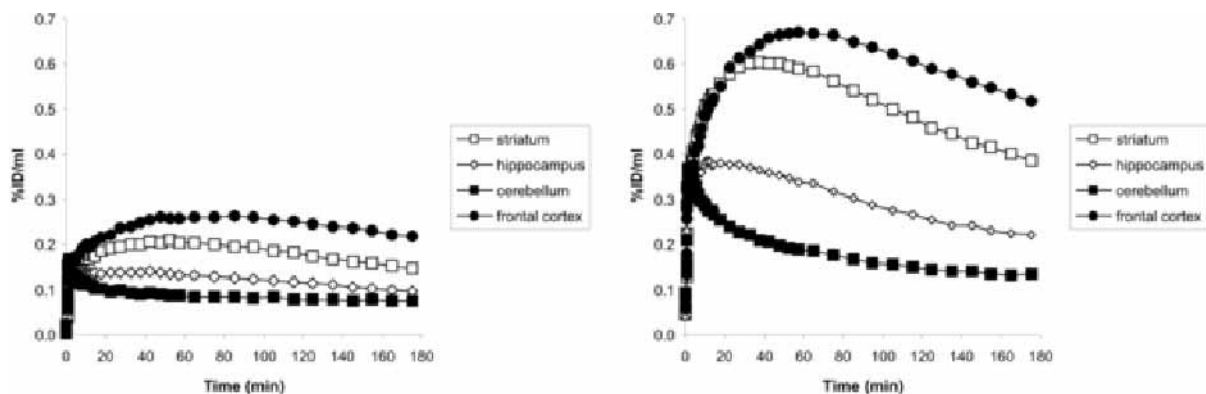 0.7
0.6
0.5
0.4
0.3
0.2
0.1
0.0
%ID/ml
0 20 40 60 80 100 120 140 160 180
Time (min)
striatum
hippocampus
cerebellum
frontal cortex
0.7
0.6
0.5
0.4
0.3
0.2
0.1
0.0
%ID/ml
0 20 40 60 80 100 120 140 160 180
Time (min)
striatum
hippocampus
cerebellum
frontal cortex